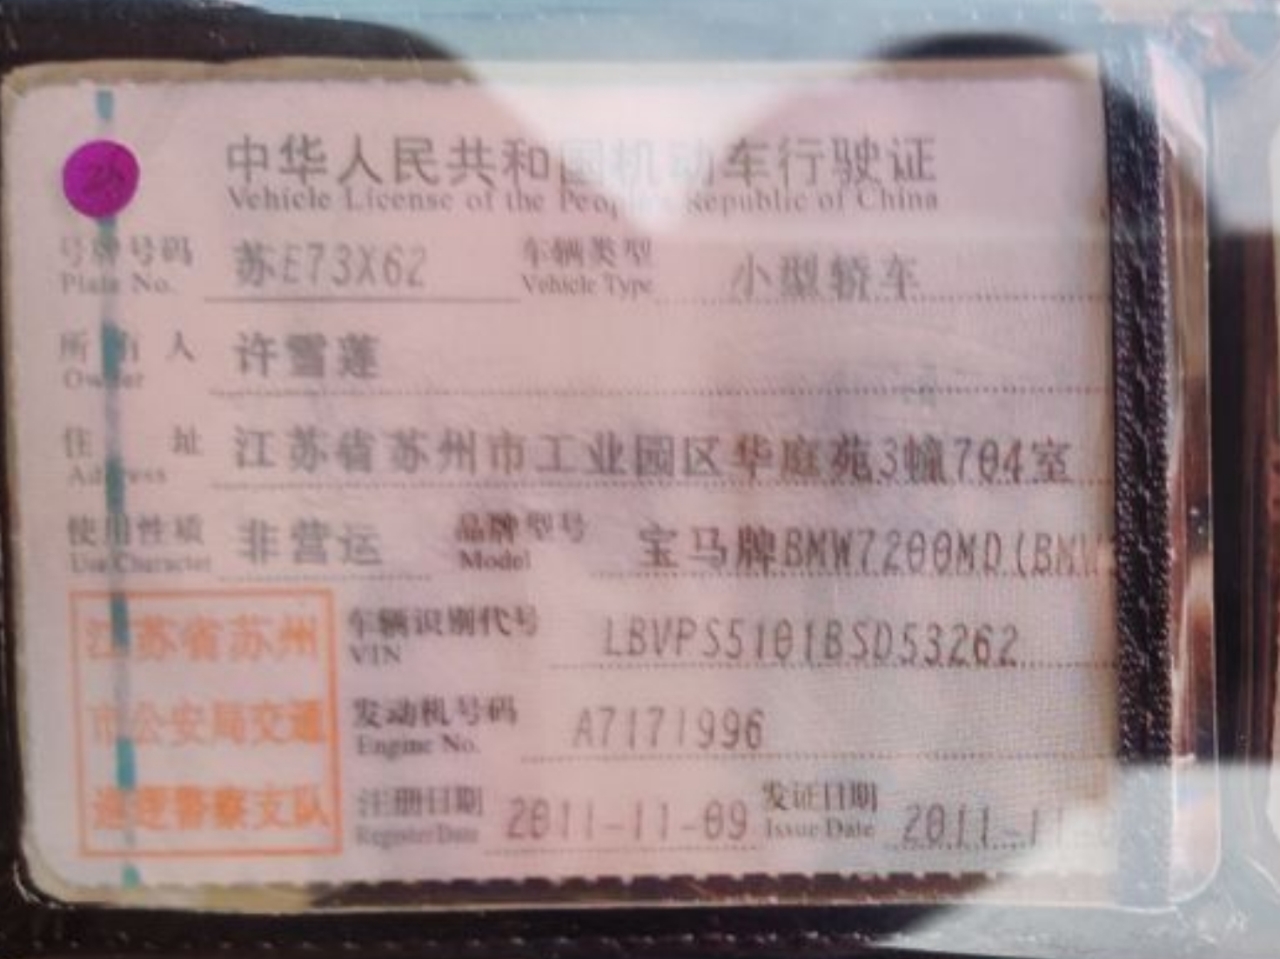 中华人民共和国机动车行驶证
Vehicle License of the People's Republic of China
号牌号码 苏E73X62 车辆类型 小型轿车
Plate No. Vehicle Type
所有人 许雪莲
Owner
住址 江苏省苏州市工业园区华庭苑3幢704室
Address
使用性质 非营运 品牌型号 宝马牌BMW7200MD(BMW
Use Character Model
江苏省苏州
市公安局交通
巡逻警察支队
车辆识别代号 LBVPS5101BSD53262
VIN
发动机号码 A7171996
Engine No.
注册日期 2011-11-09 发证日期 2011-11-
Register Date Issue Date